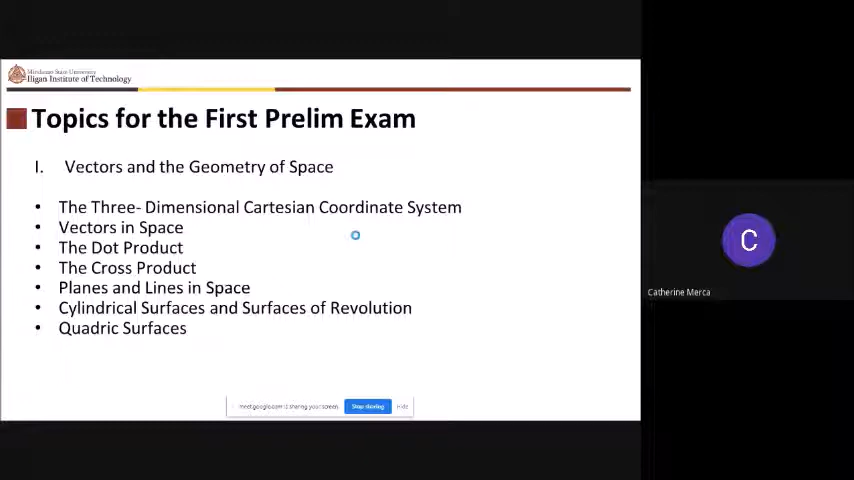 Mindanao State University
Iligan Institute of Technology
Topics for the First Prelim Exam
I. Vectors and the Geometry of Space
• The Three- Dimensional Cartesian Coordinate System
• Vectors in Space
• The Dot Product
• The Cross Product
• Planes and Lines in Space
• Cylindrical Surfaces and Surfaces of Revolution
• Quadric Surfaces
meet.google.com is sharing your screen. Stop sharing Hide
C
Catherine Merca